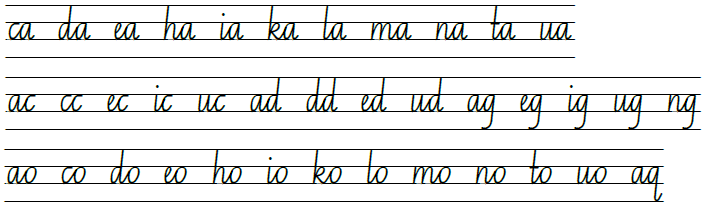 ca da ea ha ia ka la ma na ta ua
ac cc ec ic uc ad dd ed ud ag eg ig ug ng
ao co do eo ho io ko lo mo no to uo aq